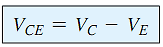 V_CE = V_C − V_E